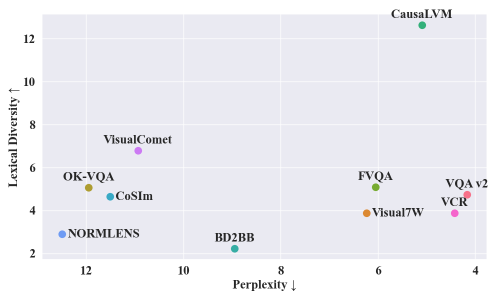 CausaLVM
12
10
8
6
4
2
VisualComet
OK-VQA
CoSIm
NORMLENS
BD2BB
FVQA
Visual7W
VQA v2
VCR
Lexical Diversity ↑
12
10
8
6
4
Perplexity ↓